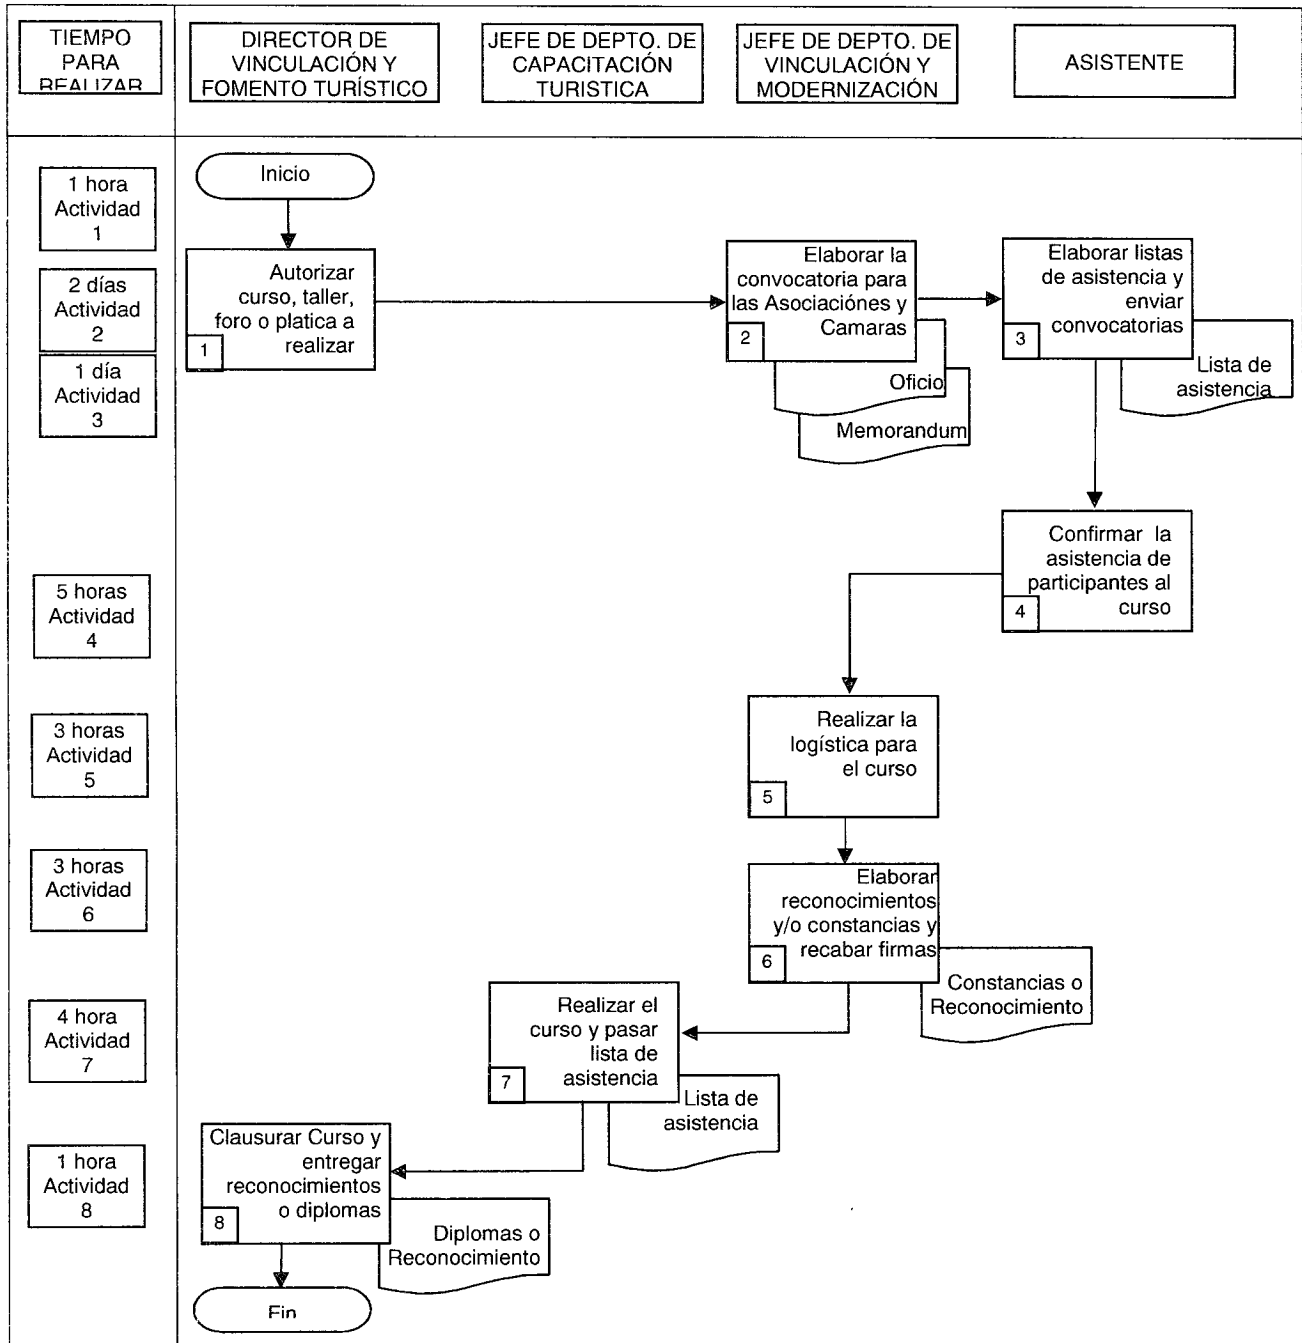 TIEMPO
PARA
REALIZAR
DIRECTOR DE
VINCULACIÓN Y
FOMENTO TURÍSTICO
JEFE DE DEPTO. DE
CAPACITACIÓN
TURISTICA
JEFE DE DEPTO. DE
VINCULACIÓN Y
MODERNIZACIÓN
ASISTENTE
1 hora
Actividad
1
Inicio
2 días
Actividad
2
1 día
Actividad
3
Autorizar
curso, taller,
foro o platica a
realizar
1
Elaborar la
convocatoria para
las Asociaciónes y
Camaras
2
Oficio
Memorandum
Elaborar listas
de asistencia y
enviar
convocatorias
3
Lista de
asistencia
5 horas
Actividad
4
Confirmar la
asistencia de
participantes al
curso
4
3 horas
Actividad
5
Realizar la
logística para
el curso
5
3 horas
Actividad
6
Elaborar
reconocimientos
y/o constancias y
recabar firmas
6
Constancias o
Reconocimiento
4 hora
Actividad
7
Realizar el
curso y pasar
lista de
asistencia
7
Lista de
asistencia
1 hora
Actividad
8
Clausurar Curso y
entregar
reconocimientos
o diplomas
8
Diplomas o
Reconocimiento
Fin